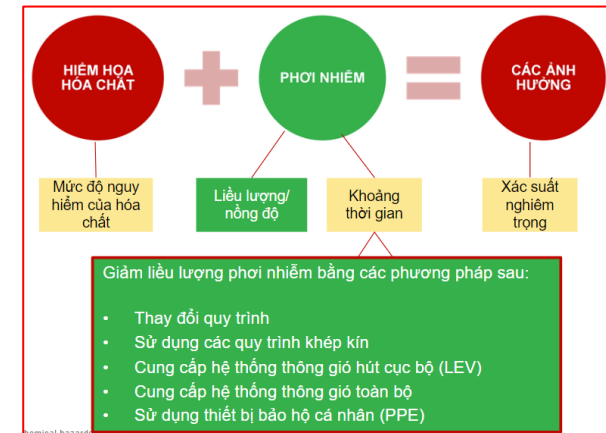 HIỂM HỌA
HÓA CHẤT
PHƠI NHIỄM
CÁC ẢNH
HƯỞNG
Mức độ nguy
hiểm của hóa
chất
Liều lượng/
nồng độ
Khoảng
thời gian
Xác suất
nghiêm
trọng
Giảm liều lượng phơi nhiễm bằng các phương pháp sau:
• Thay đổi quy trình
• Sử dụng các quy trình khép kín
• Cung cấp hệ thống thông gió hút cục bộ (LEV)
• Cung cấp hệ thống thông gió toàn bộ
• Sử dụng thiết bị bảo hộ cá nhân (PPE)